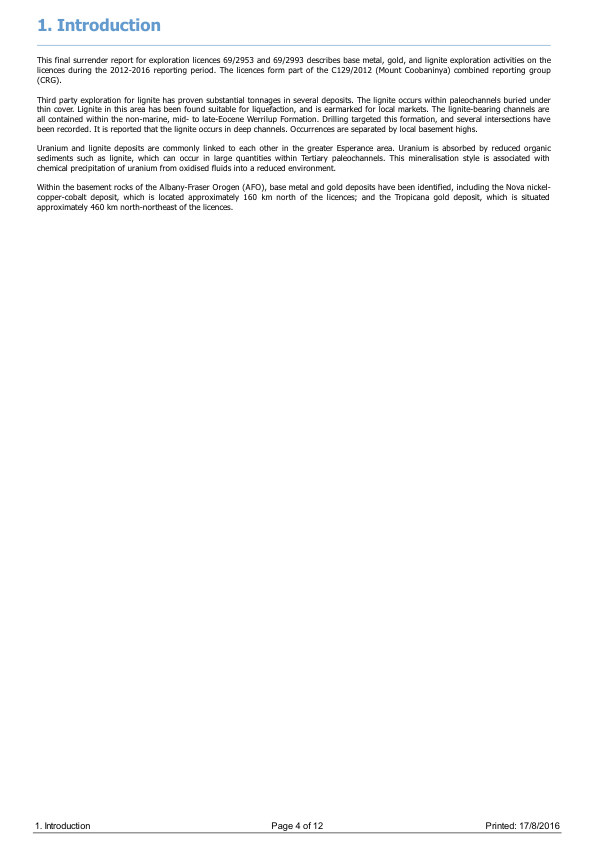 1. Introduction
This final surrender report for exploration licences 69/2953 and 69/2993 describes base metal, gold, and lignite exploration activities on the
licences during the 2012-2016 reporting period. The licences form part of the C129/2012 (Mount Coobaninya) combined reporting group
(CRG).
Third party exploration for lignite has proven substantial tonnages in several deposits. The lignite occurs within paleochannels buried under
thin cover. Lignite in this area has been found suitable for liquefaction, and is earmarked for local markets. The lignite-bearing channels are
all contained within the non-marine, mid- to late-Eocene Werrilup Formation. Drilling targeted this formation, and several intersections have
been recorded. It is reported that the lignite occurs in deep channels. Occurrences are separated by local basement highs.
Uranium and lignite deposits are commonly linked to each other in the greater Esperance area. Uranium is absorbed by reduced organic
sediments such as lignite, which can occur in large quantities within Tertiary paleochannels. This mineralisation style is associated with
chemical precipitation of uranium from oxidised fluids into a reduced environment.
Within the basement rocks of the Albany-Fraser Orogen (AFO), base metal and gold deposits have been identified, including the Nova nickel-
copper-cobalt deposit, which is located approximately 160 km north of the licences; and the Tropicana gold deposit, which is situated
approximately 460 km north-northeast of the licences.
1. Introduction Page 4 of 12 Printed: 17/8/2016